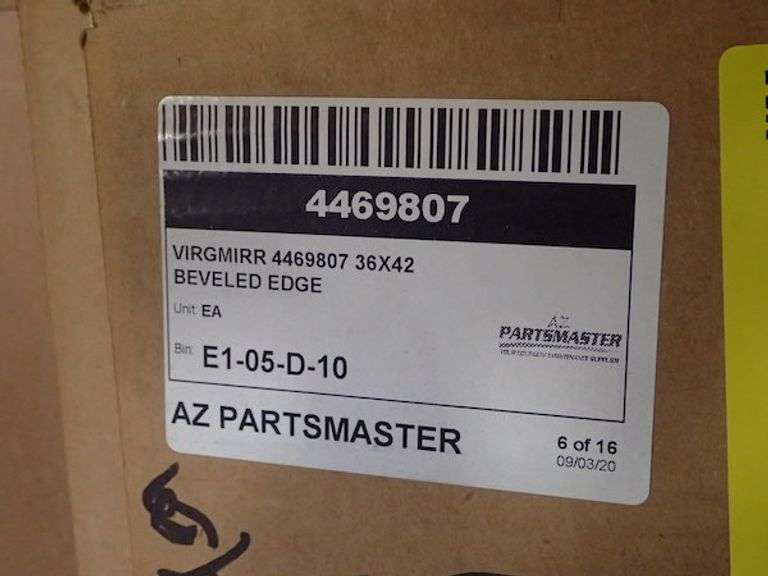 4469807
VIRGMIRR 4469807 36X42
BEVELED EDGE
Unit: EA
AZ
PARTSMASTER
Bin: E1-05-D-10
AZ PARTSMASTER
6 of 16
09/03/20